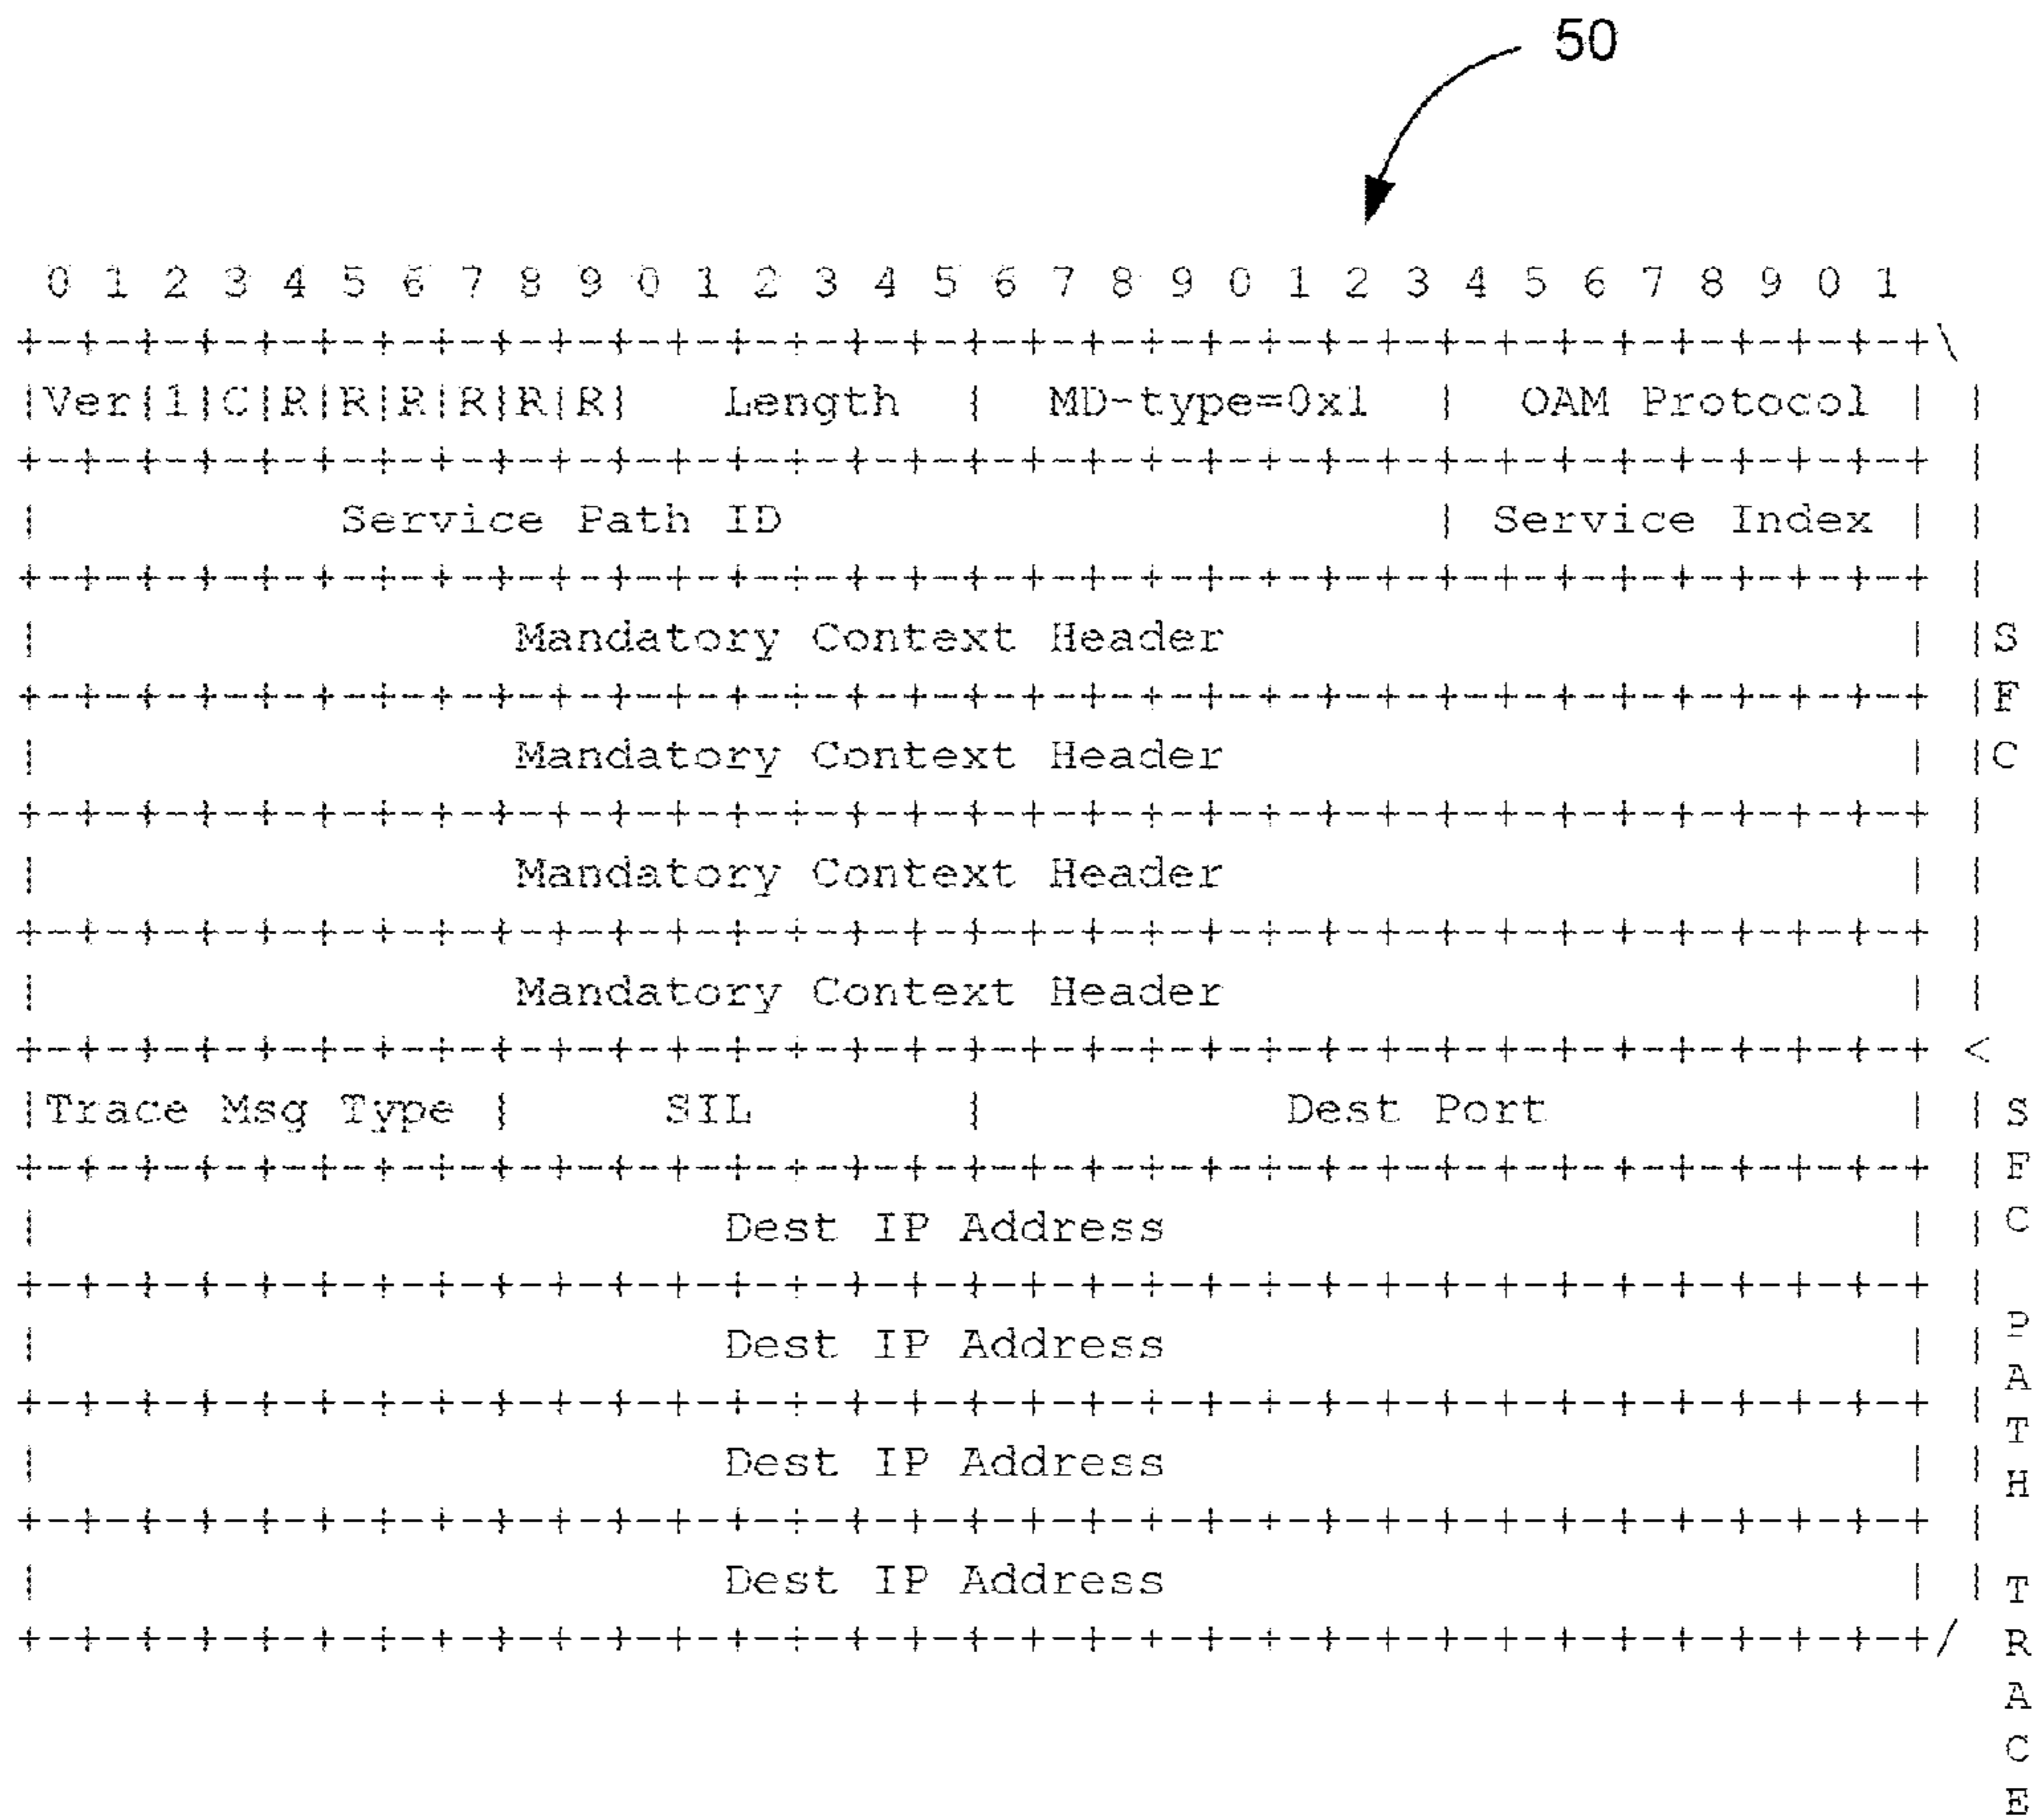 50
0 1 2 3 4 5 6 7 8 9 0 1 2 3 4 5 6 7 8 9 0 1 2 3 4 5 6 7 8 9 0 1
+-+-+-+-+-+-+-+-+-+-+-+-+-+-+-+-+-+-+-+-+-+-+-+-+-+-+-+-+-+-+-+-+\
|Ver|1|C|R|R|R|R|R|R| Length | MD-type=0x1 | OAM Protocol | |
+-+-+-+-+-+-+-+-+-+-+-+-+-+-+-+-+-+-+-+-+-+-+-+-+-+-+-+-+-+-+-+-+ |
| Service Path ID | Service Index | |
+-+-+-+-+-+-+-+-+-+-+-+-+-+-+-+-+-+-+-+-+-+-+-+-+-+-+-+-+-+-+-+-+ |
| Mandatory Context Header | |S
+-+-+-+-+-+-+-+-+-+-+-+-+-+-+-+-+-+-+-+-+-+-+-+-+-+-+-+-+-+-+-+-+ |F
| Mandatory Context Header | |C
+-+-+-+-+-+-+-+-+-+-+-+-+-+-+-+-+-+-+-+-+-+-+-+-+-+-+-+-+-+-+-+-+ |
| Mandatory Context Header | |
+-+-+-+-+-+-+-+-+-+-+-+-+-+-+-+-+-+-+-+-+-+-+-+-+-+-+-+-+-+-+-+-+ |
| Mandatory Context Header | |
+-+-+-+-+-+-+-+-+-+-+-+-+-+-+-+-+-+-+-+-+-+-+-+-+-+-+-+-+-+-+-+-+ <
|Trace Msg Type | SIL | Dest Port | | S
+-+-+-+-+-+-+-+-+-+-+-+-+-+-+-+-+-+-+-+-+-+-+-+-+-+-+-+-+-+-+-+-+ | F
| Dest IP Address | | C
+-+-+-+-+-+-+-+-+-+-+-+-+-+-+-+-+-+-+-+-+-+-+-+-+-+-+-+-+-+-+-+-+ |
| Dest IP Address | | P
+-+-+-+-+-+-+-+-+-+-+-+-+-+-+-+-+-+-+-+-+-+-+-+-+-+-+-+-+-+-+-+-+ | A
T
| Dest IP Address | | H
+-+-+-+-+-+-+-+-+-+-+-+-+-+-+-+-+-+-+-+-+-+-+-+-+-+-+-+-+-+-+-+-+ |
| Dest IP Address | | T
+-+-+-+-+-+-+-+-+-+-+-+-+-+-+-+-+-+-+-+-+-+-+-+-+-+-+-+-+-+-+-+-+/ R
A
C
E